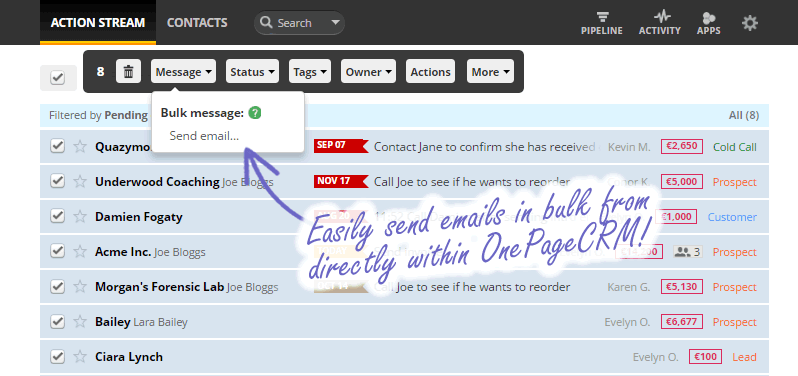 ACTION STREAM CONTACTS Search PIPELINE ACTIVITY APPS
8 Message Status Tags Owner Actions More
Bulk message: ?
Send email...
Filtered by Pending All (8)
SEP 07 Contact Jane to confirm she has received Kevin M. €2,650 Cold Call
Underwood Coaching Joe Bloggs NOV 17 Call Joe to see if he wants to reorder €5,000 Prospect
Damien Fogaty €1,000 Customer
Easily send emails in bulk from
directly within OnePageCRM!
Acme Inc. Joe Bloggs 3 Prospect
Morgan's Forensic Lab Joe Bloggs Call Joe to see if he wants to reorder Karen G. €5,130 Prospect
Bailey Lara Bailey Evelyn O. €6,677 Prospect
Ciara Lynch Evelyn O. €100 Lead